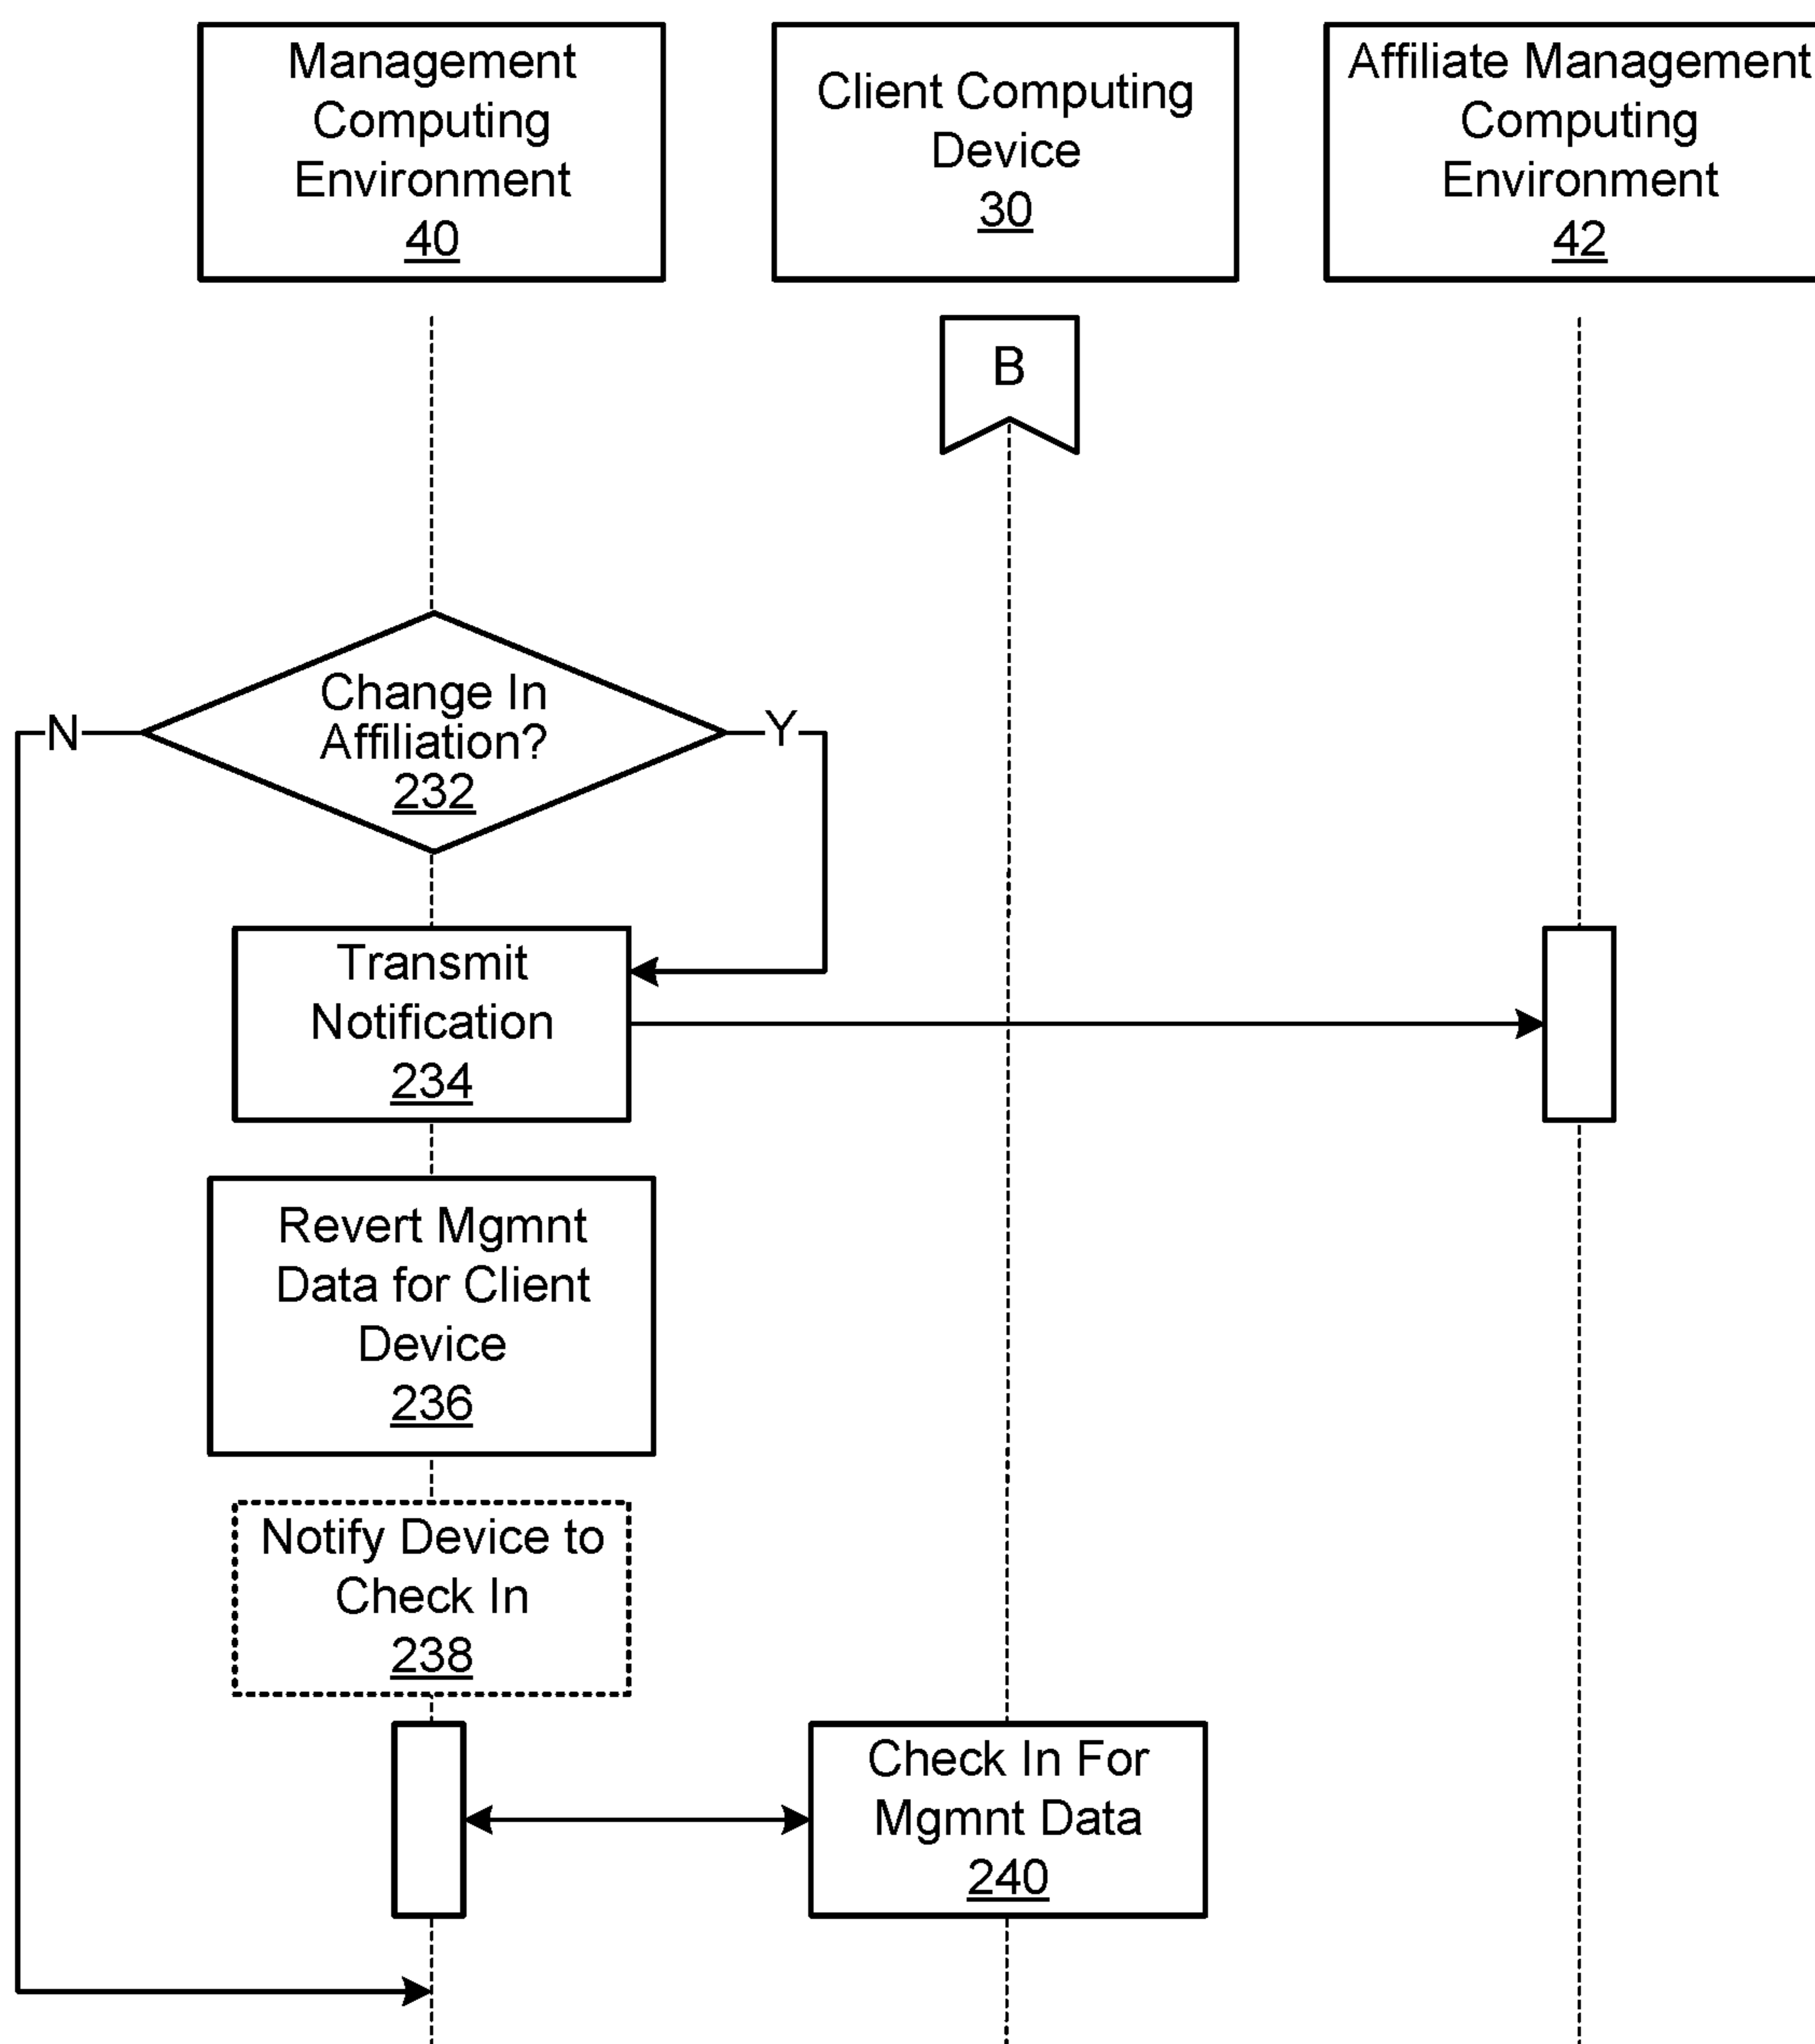 Management
Computing
Environment
40
Client Computing
Device
30
Affiliate Management
Computing
Environment
42
B
Change In
Affiliation?
232
N
Y
Transmit
Notification
234
Revert Mgmnt
Data for Client
Device
236
Notify Device to
Check In
238
Check In For
Mgmnt Data
240